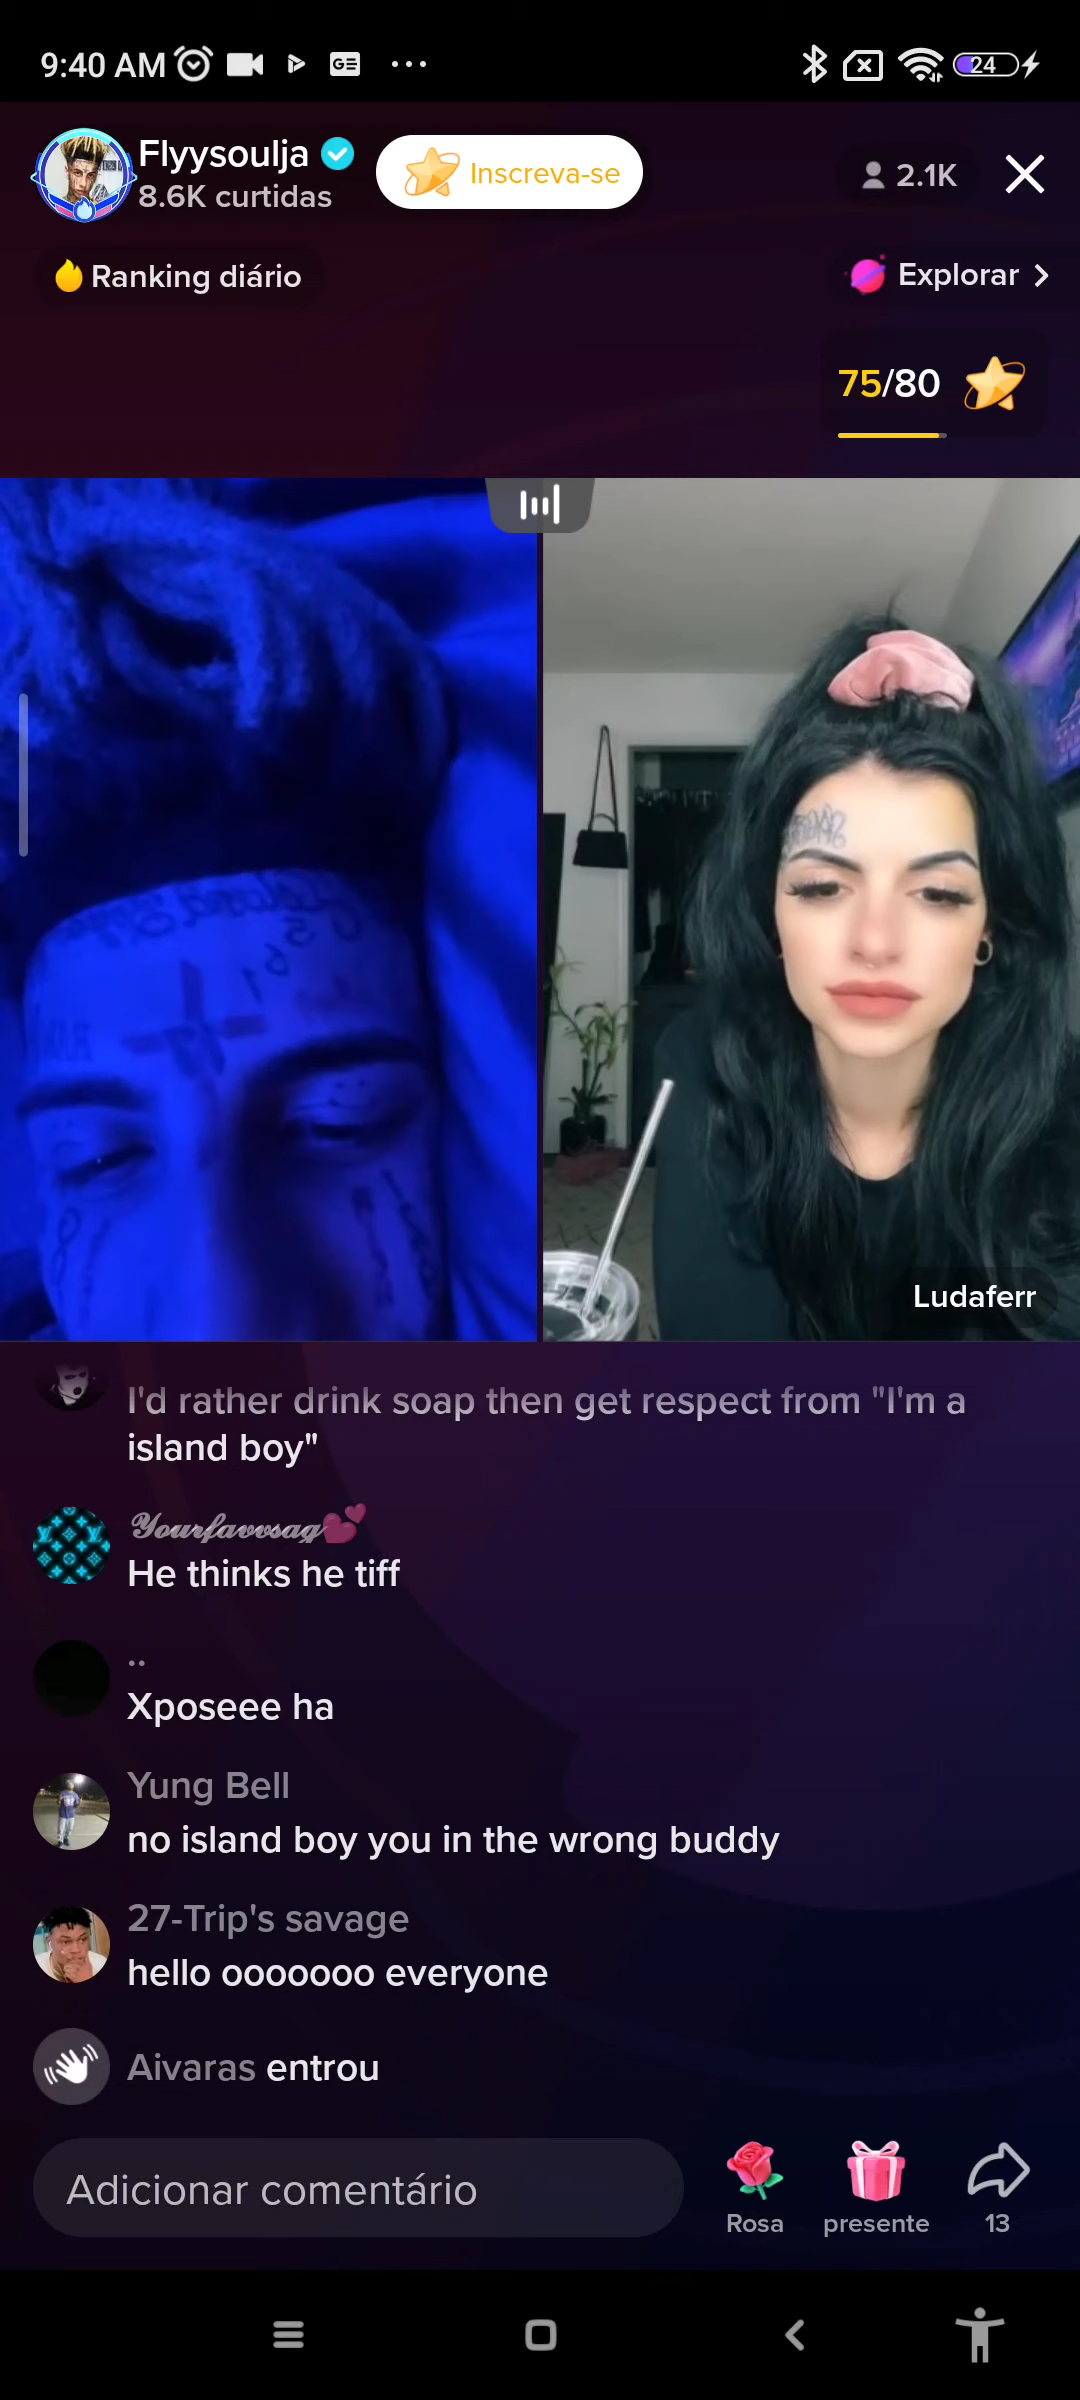 9:40 AM
GE
24
Flyysoulja
8.6K curtidas
Inscreva-se
2.1K
Ranking diário
Explorar
75/80
Ludaferr
I'd rather drink soap then get respect from "I'm a
island boy"
𝒴𝑜𝓊𝓇𝒻𝒶𝓋𝓋𝓈𝒶𝑔💕
He thinks he tiff
..
Xposeee ha
Yung Bell
no island boy you in the wrong buddy
27-Trip's savage
hello ooooooo everyone
Aivaras entrou
Adicionar comentário
Rosa
presente
13